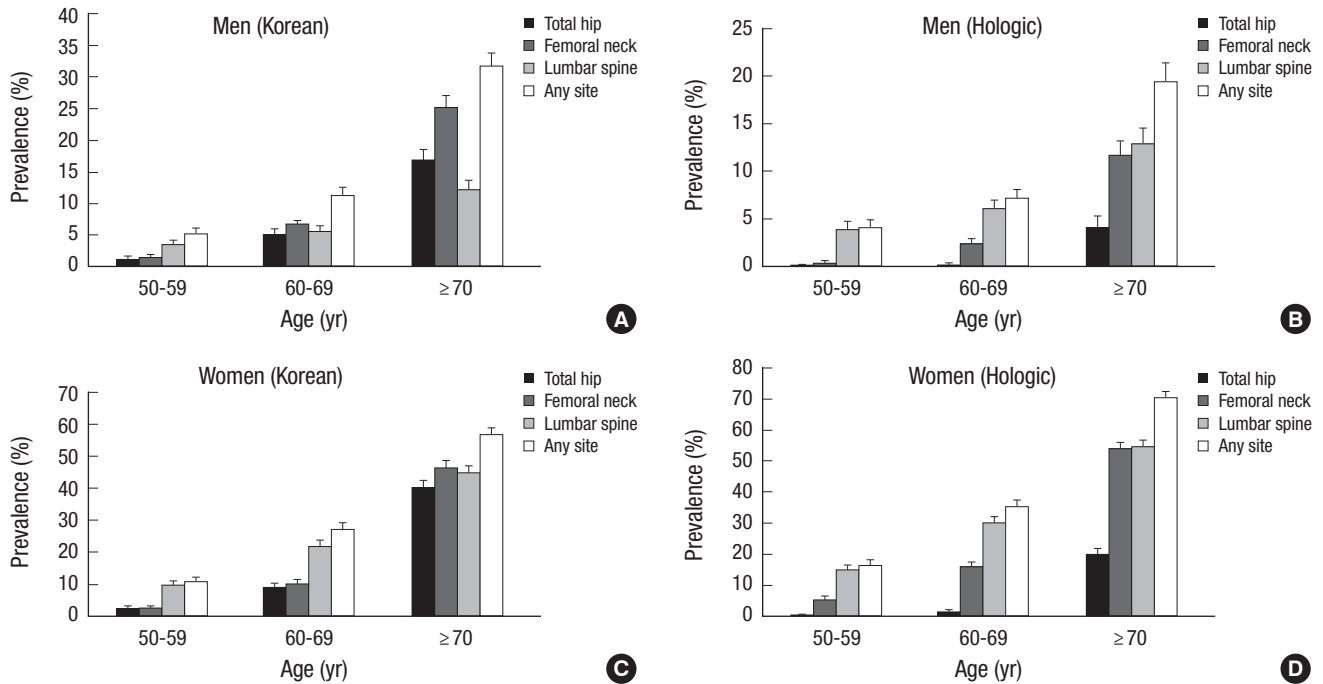 Men (Korean)
Total hip
Femoral neck
Lumbar spine
Any site
Prevalence (%)
40
35
30
25
20
15
10
5
0
50-59 60-69 ≥70
Age (yr)
A
Men (Hologic)
Total hip
Femoral neck
Lumbar spine
Any site
Prevalence (%)
25
20
15
10
5
0
50-59 60-69 ≥70
Age (yr)
B
Women (Korean)
Total hip
Femoral neck
Lumbar spine
Any site
Prevalence (%)
70
60
50
40
30
20
10
0
50-59 60-69 ≥70
Age (yr)
C
Women (Hologic)
Total hip
Femoral neck
Lumbar spine
Any site
Prevalence (%)
80
70
60
50
40
30
20
10
0
50-59 60-69 ≥70
Age (yr)
D